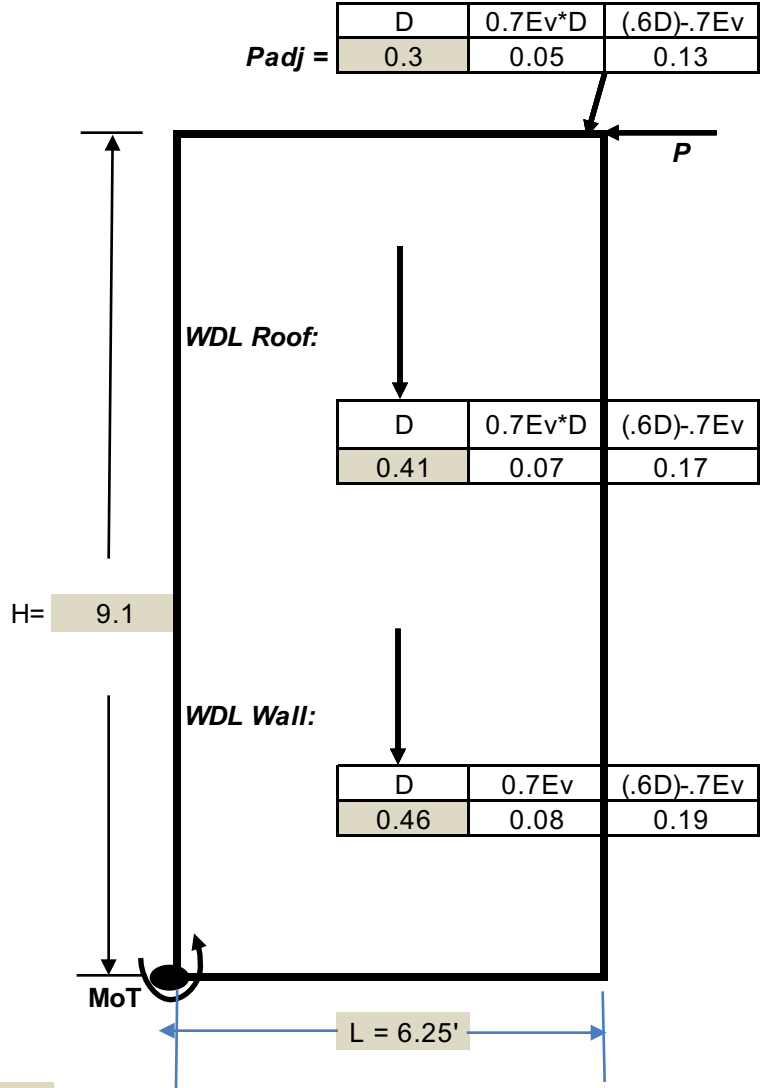 D 0.7Ev*D (.6D)-.7Ev
Padj = 0.3 0.05 0.13
P
WDL Roof:
D 0.7Ev*D (.6D)-.7Ev
0.41 0.07 0.17
H= 9.1
WDL Wall:
D 0.7Ev (.6D)-.7Ev
0.46 0.08 0.19
MoT
L = 6.25'